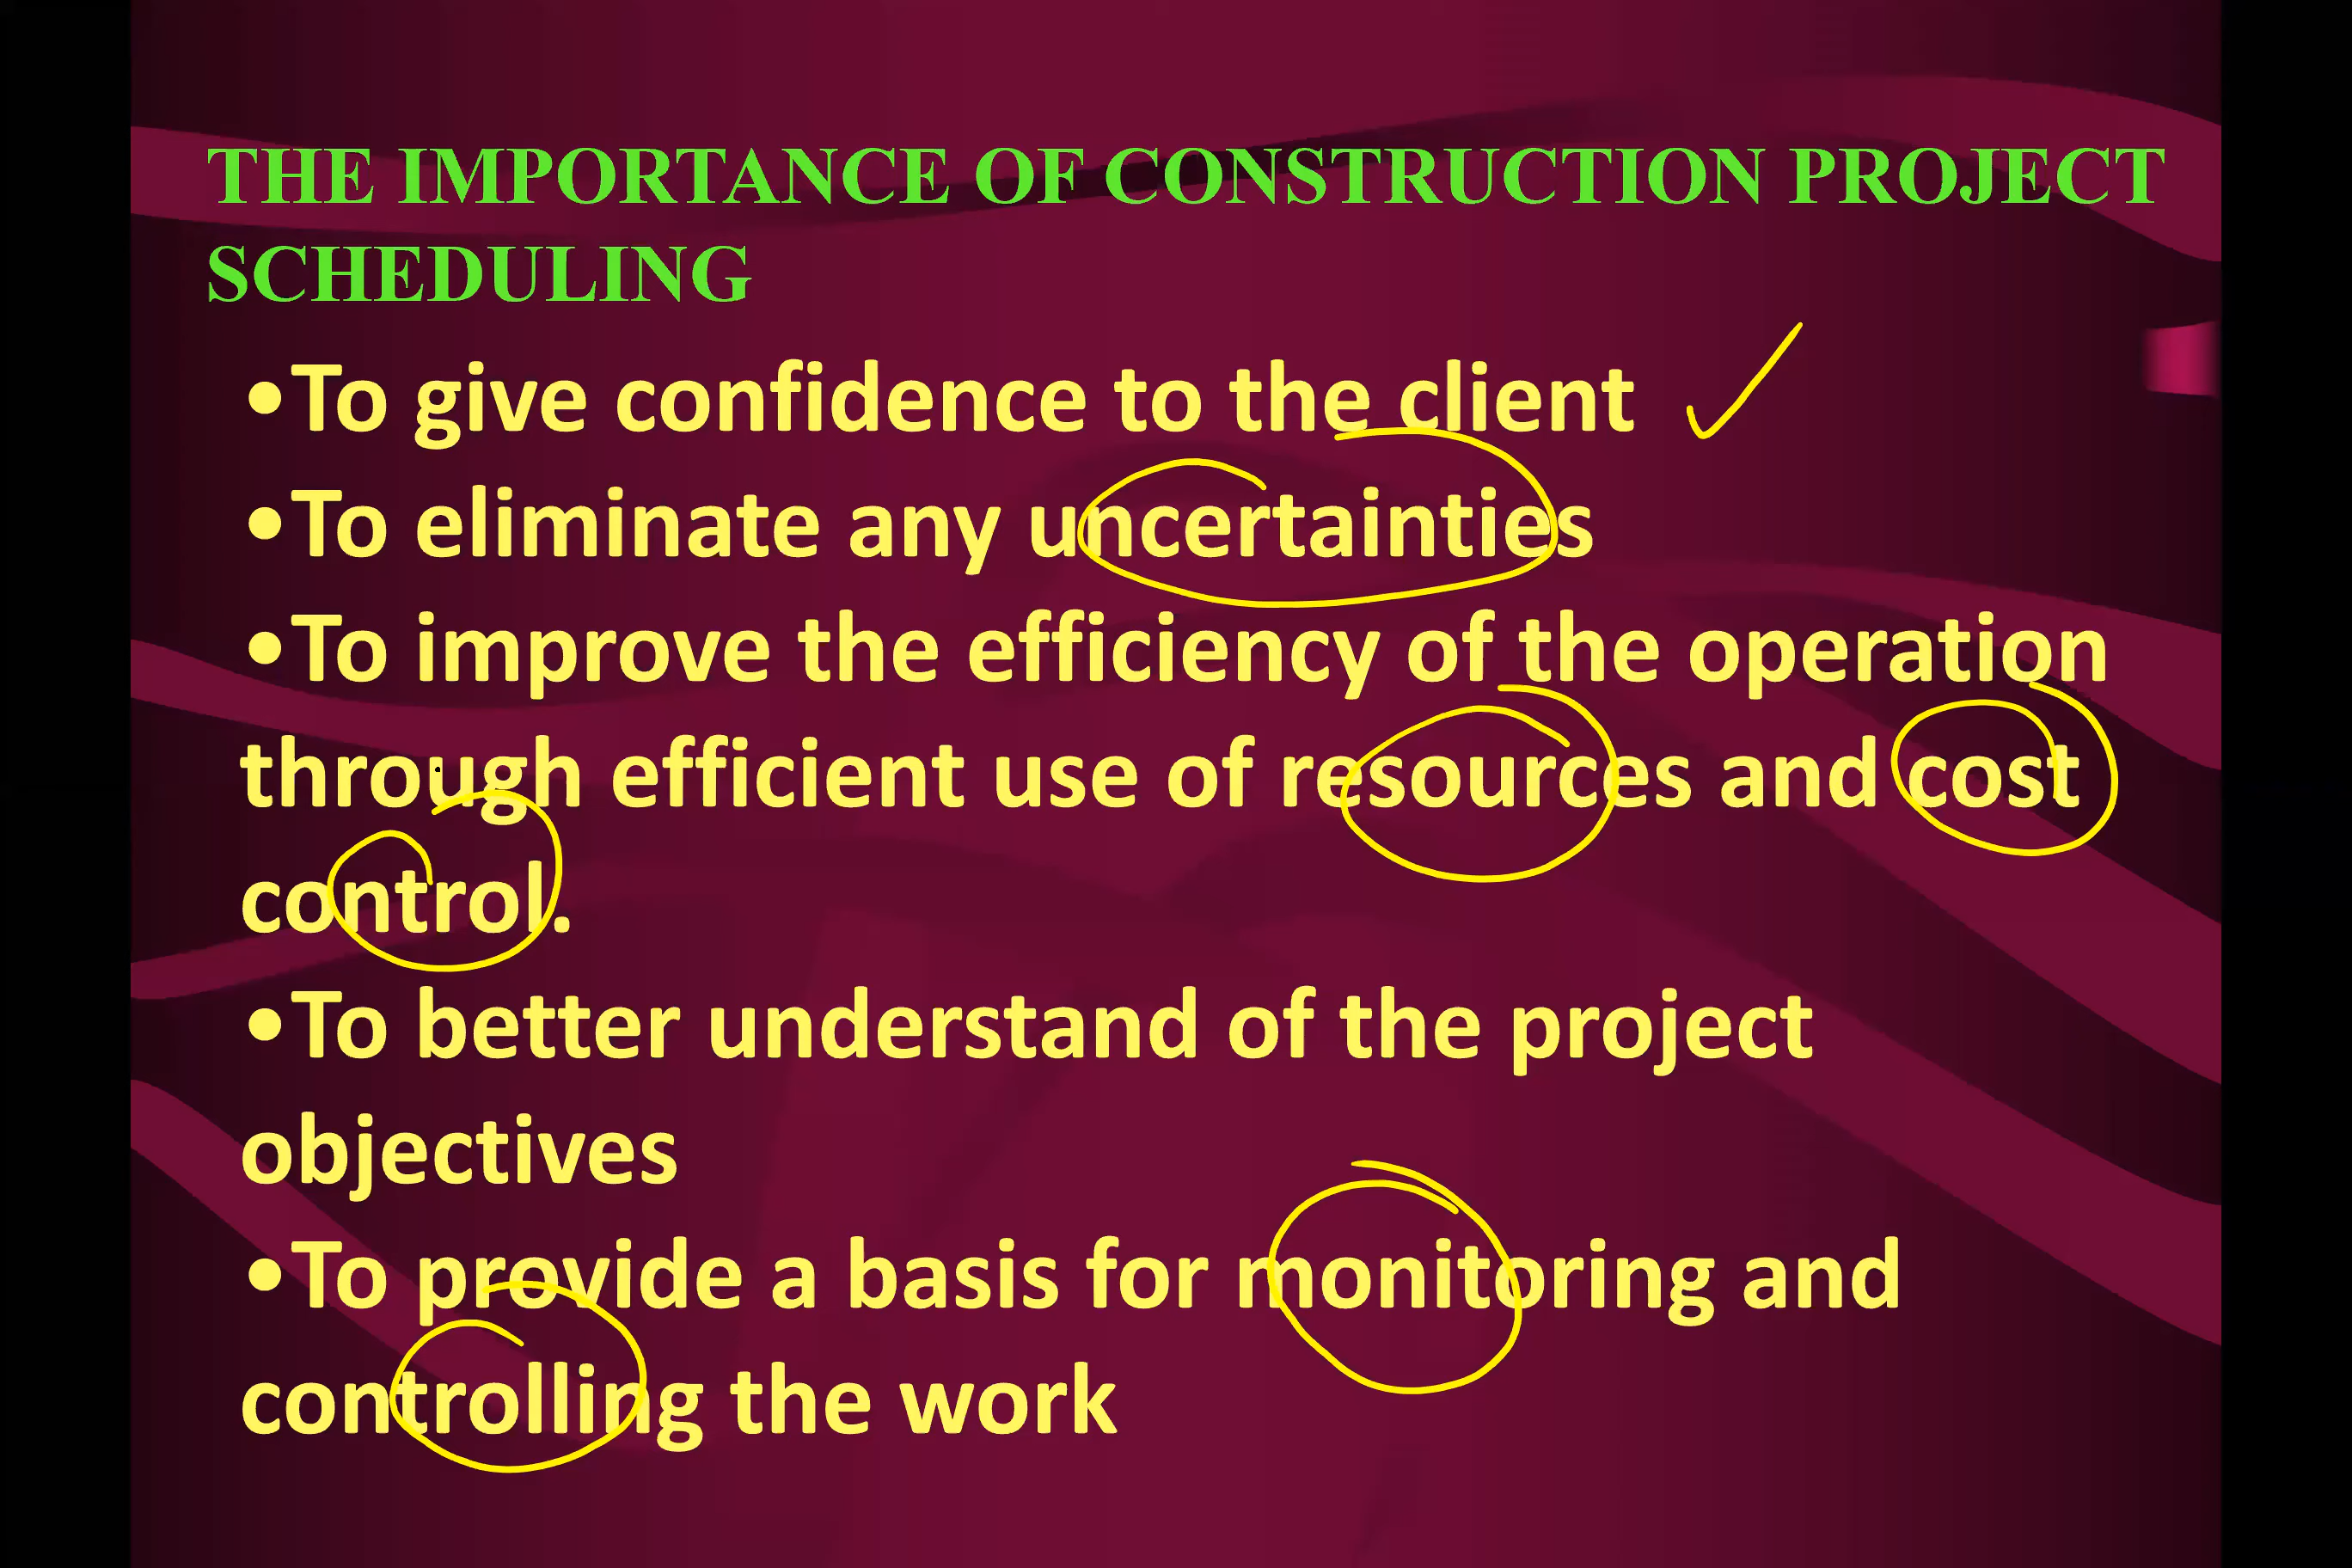 THE IMPORTANCE OF CONSTRUCTION PROJECT
SCHEDULING
•To give confidence to the client
•To eliminate any uncertainties
•To improve the efficiency of the operation
through efficient use of resources and cost
control.
•To better understand of the project
objectives
•To provide a basis for monitoring and
controlling the work